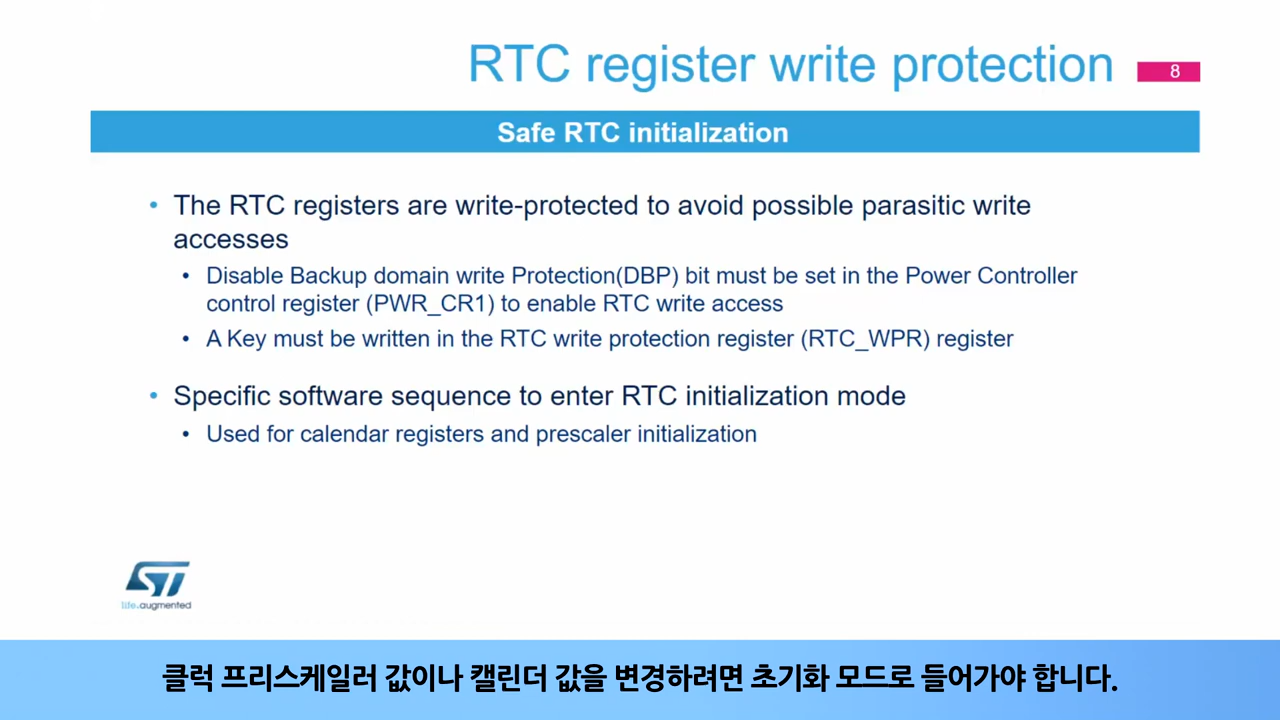 RTC register write protection
8
Safe RTC initialization
• The RTC registers are write-protected to avoid possible parasitic write
accesses
• Disable Backup domain write Protection(DBP) bit must be set in the Power Controller
control register (PWR_CR1) to enable RTC write access
• A Key must be written in the RTC write protection register (RTC_WPR) register
• Specific software sequence to enter RTC initialization mode
• Used for calendar registers and prescaler initialization
ST
life.augmented
클럭 프리스케일러 값이나 캘린더 값을 변경하려면 초기화 모드로 들어가야 합니다.